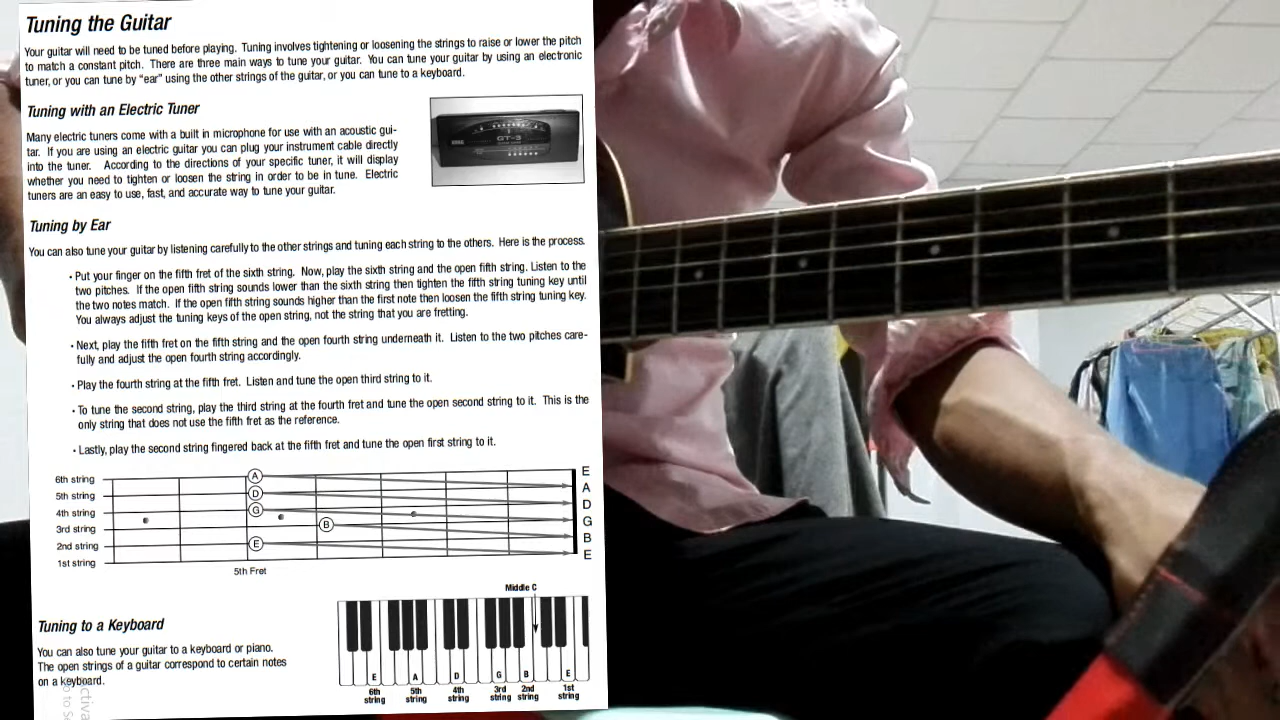 Tuning the Guitar
Your guitar will need to be tuned before playing. Tuning involves tightening or loosening the strings to raise or lower the pitch
to match a constant pitch. There are three main ways to tune your guitar. You can tune your guitar by using an electronic
tuner, or you can tune by “ear” using the other strings of the guitar, or you can tune to a keyboard.
Tuning with an Electric Tuner
Many electric tuners come with a built in microphone for use with an acoustic gui-
tar. If you are using an electric guitar you can plug your instrument cable directly
into the tuner. According to the directions of your specific tuner, it will display
whether you need to tighten or loosen the string in order to be in tune. Electric
tuners are an easy to use, fast, and accurate way to tune your guitar.
GT-3
Tuning by Ear
You can also tune your guitar by listening carefully to the other strings and tuning each string to the others. Here is the process.
• Put your finger on the fifth fret of the sixth string. Now, play the sixth string and the open fifth string. Listen to the
two pitches. If the open fifth string sounds lower than the sixth string then tighten the fifth string tuning key until
the two notes match. If the open fifth string sounds higher than the first note then loosen the fifth string tuning key.
You always adjust the tuning keys of the open string, not the string that you are fretting.
• Next, play the fifth fret on the fifth string and the open fourth string underneath it. Listen to the two pitches care-
fully and adjust the open fourth string accordingly.
• Play the fourth string at the fifth fret. Listen and tune the open third string to it.
• To tune the second string, play the third string at the fourth fret and tune the open second string to it. This is the
only string that does not use the fifth fret as the reference.
• Lastly, play the second string fingered back at the fifth fret and tune the open first string to it.
6th string A E
5th string D A
4th string G D
3rd string B G
2nd string E B
1st string E
5th Fret
Middle C
Tuning to a Keyboard
You can also tune your guitar to a keyboard or piano.
The open strings of a guitar correspond to certain notes
on a keyboard.
E A D G B E
6th 5th 4th 3rd 2nd 1st
string string string string string string